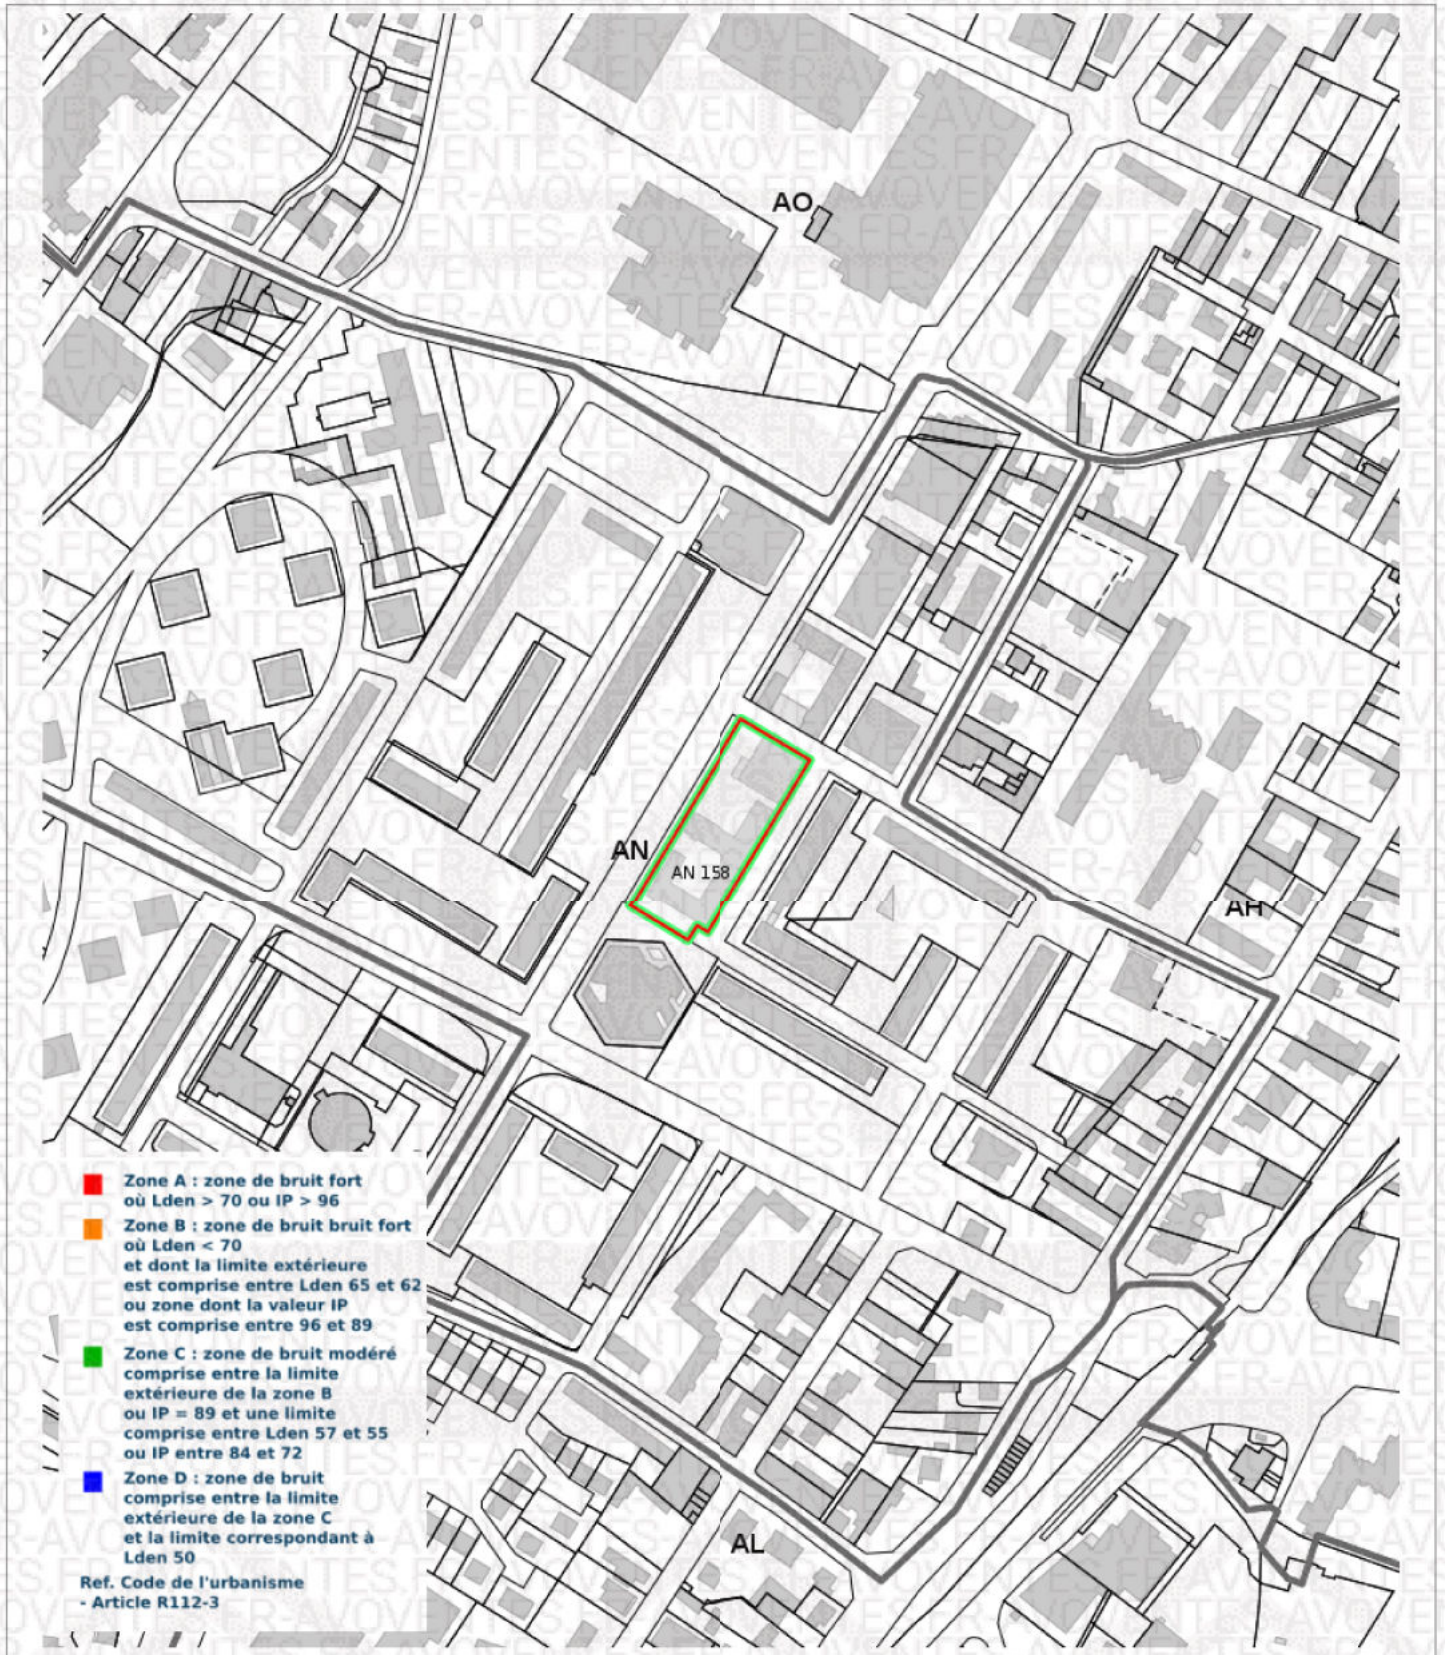 AO
AN
AN 158
AH
Zone A : zone de bruit fort
où Lden > 70 ou IP > 96
Zone B : zone de bruit bruit fort
où Lden < 70
et dont la limite extérieure
est comprise entre Lden 65 et 62
ou zone dont la valeur IP
est comprise entre 96 et 89
Zone C : zone de bruit modéré
comprise entre la limite
extérieure de la zone B
ou IP = 89 et une limite
comprise entre Lden 57 et 55
ou IP entre 84 et 72
Zone D : zone de bruit
comprise entre la limite
extérieure de la zone C
et la limite correspondant à
Lden 50
Ref. Code de l'urbanisme
- Article R112-3
AL